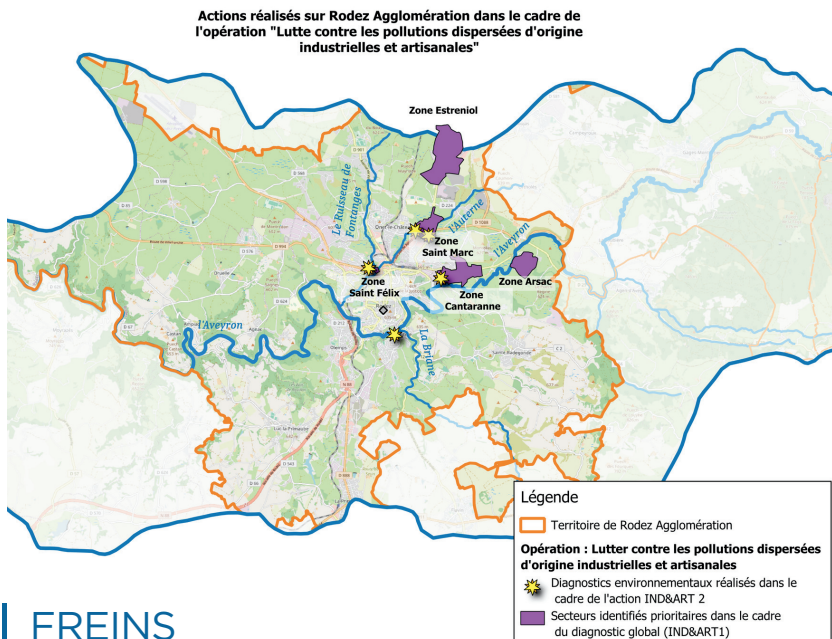 Actions réalisés sur Rodez Agglomération dans le cadre de
l'opération "Lutte contre les pollutions dispersées d'origine
industrielles et artisanales"
Zone Estreniol
Le Ruisseau de
Fontanges
l'Auterne
Zone
Saint Marc
l'Aveyron
Zone
Saint Félix
Zone Arsac
Zone
Cantaranne
l'Aveyron
La Briane
Légende
Territoire de Rodez Agglomération
Opération : Lutter contre les pollutions dispersées
d'origine industrielles et artisanales
Diagnostics environnementaux réalisés dans le
cadre de l'action IND&ART 2
Secteurs identifiés prioritaires dans le cadre
du diagnostic global (IND&ART1)
FREINS